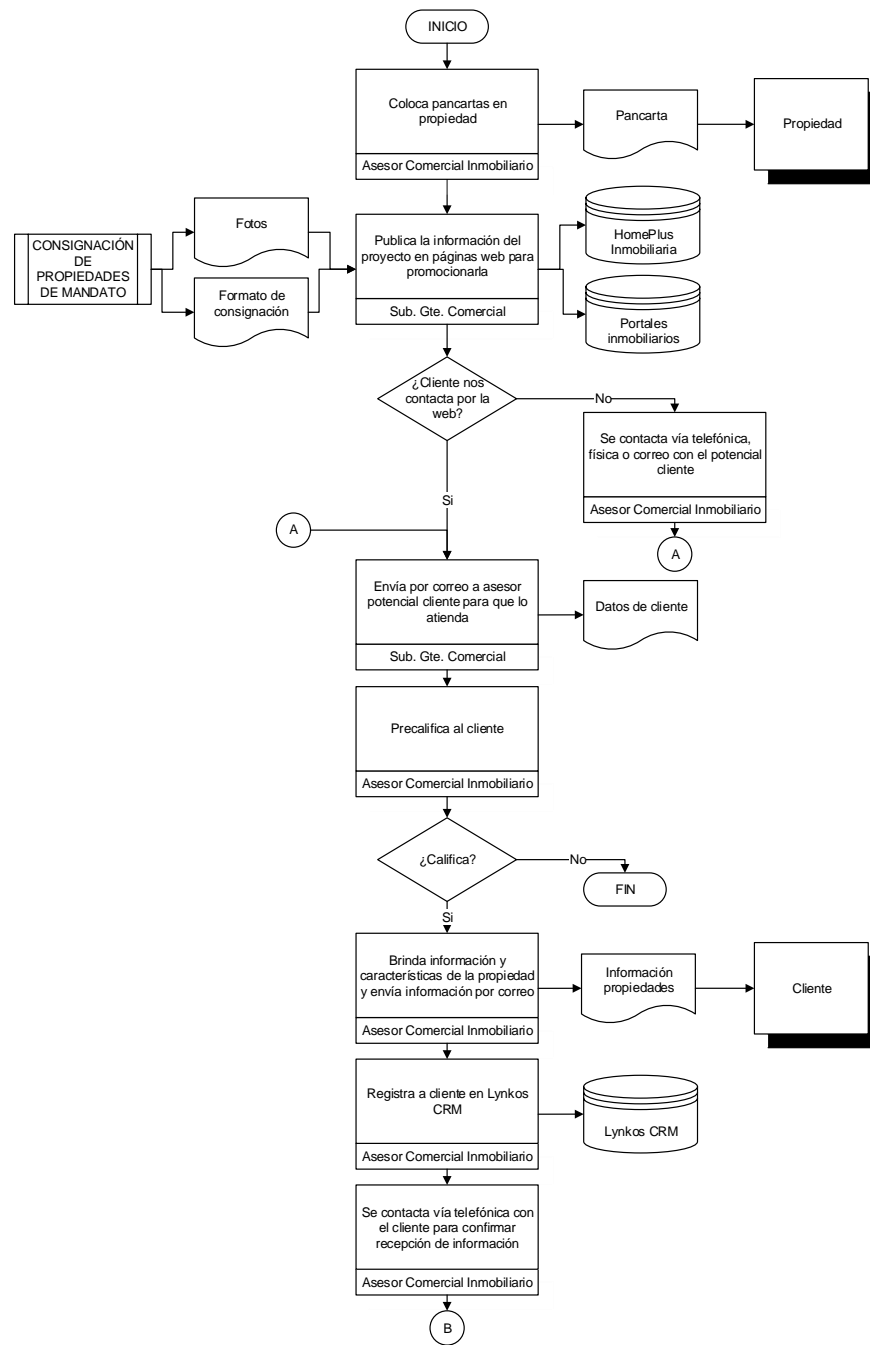 INICIO
Coloca pancartas en
propiedad
Asesor Comercial Inmobiliario
Pancarta
Propiedad
CONSIGNACIÓN
DE
PROPIEDADES
DE MANDATO
Fotos
Formato de
consignación
Publica la información del
proyecto en páginas web para
promocionarla
Sub. Gte. Comercial
HomePlus
Inmobiliaria
Portales
inmobiliarios
¿Cliente nos
contacta por la
web?
No
Se contacta vía telefónica,
física o correo con el potencial
cliente
Asesor Comercial Inmobiliario
A
Si
A
Envía por correo a asesor
potencial cliente para que lo
atienda
Sub. Gte. Comercial
Datos de cliente
Precalifica al cliente
Asesor Comercial Inmobiliario
¿Califica?
No
FIN
Si
Brinda información y
características de la propiedad
y envía información por correo
Asesor Comercial Inmobiliario
Información
propiedades
Cliente
Registra a cliente en Lynkos
CRM
Asesor Comercial Inmobiliario
Lynkos CRM
Se contacta vía telefónica con
el cliente para confirmar
recepción de información
Asesor Comercial Inmobiliario
B